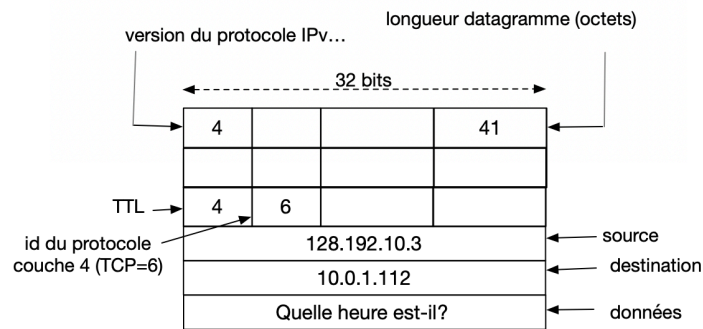 longueur datagramme (octets)
version du protocole IPv...
32 bits
4 41
TTL 4 6
id du protocole
couche 4 (TCP=6)
128.192.10.3 source
10.0.1.112 destination
Quelle heure est-il? données